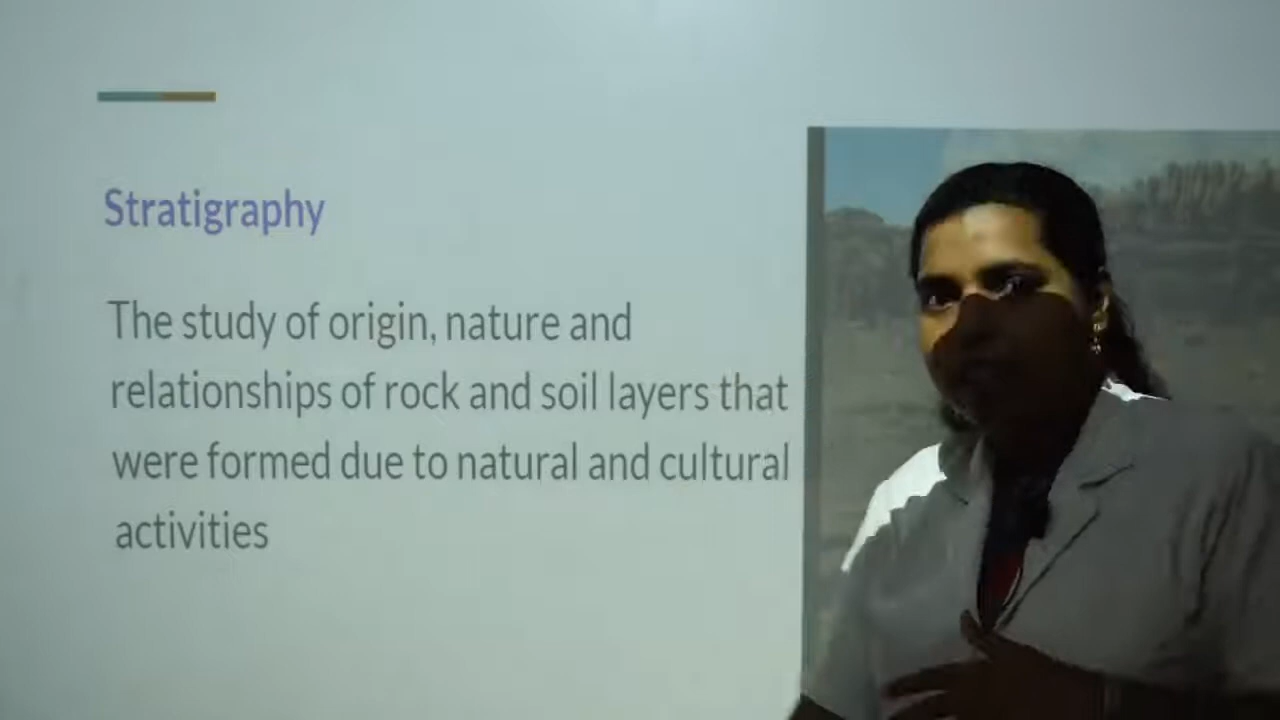 Stratigraphy
The study of origin, nature and
relationships of rock and soil layers that
were formed due to natural and cultural
activities